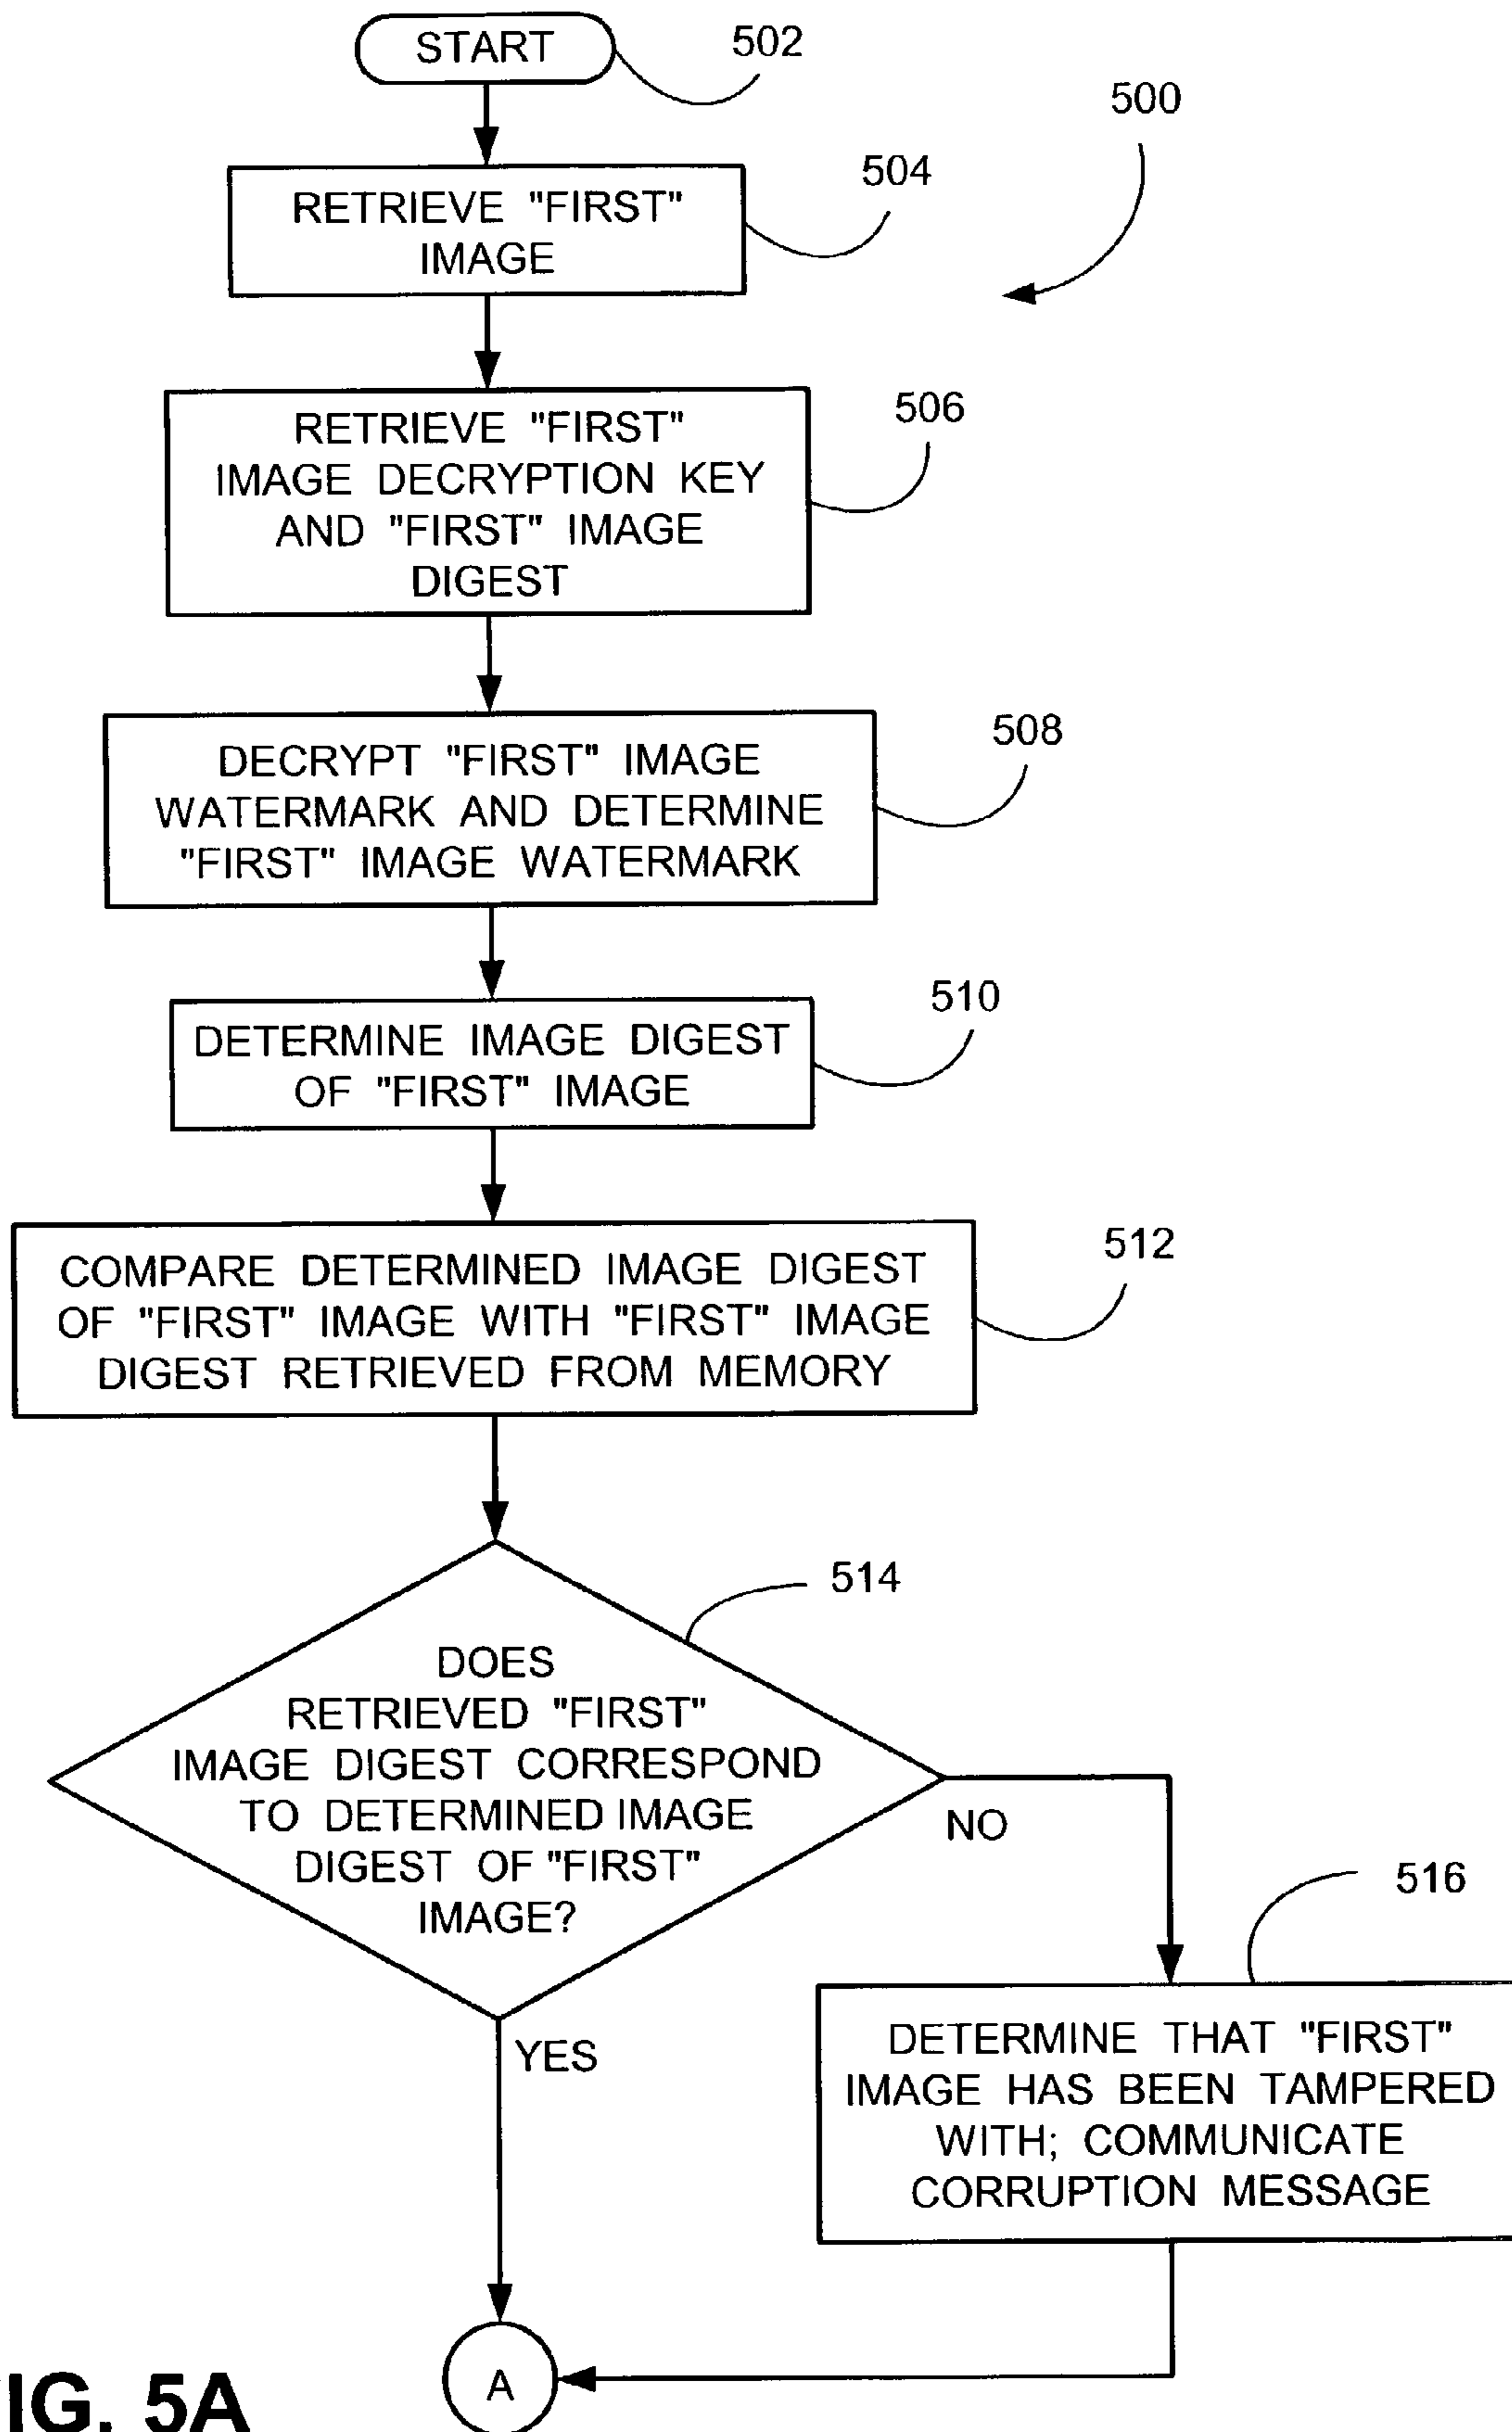 START
502
500
RETRIEVE "FIRST"
IMAGE
504
RETRIEVE "FIRST"
IMAGE DECRYPTION KEY
AND "FIRST" IMAGE
DIGEST
506
DECRYPT "FIRST" IMAGE
WATERMARK AND DETERMINE
"FIRST" IMAGE WATERMARK
508
DETERMINE IMAGE DIGEST
OF "FIRST" IMAGE
510
COMPARE DETERMINED IMAGE DIGEST
OF "FIRST" IMAGE WITH "FIRST" IMAGE
DIGEST RETRIEVED FROM MEMORY
512
DOES
RETRIEVED "FIRST"
IMAGE DIGEST CORRESPOND
TO DETERMINED IMAGE
DIGEST OF "FIRST"
IMAGE?
514
NO
YES
516
DETERMINE THAT "FIRST"
IMAGE HAS BEEN TAMPERED
WITH; COMMUNICATE
CORRUPTION MESSAGE
A
IG. 5A